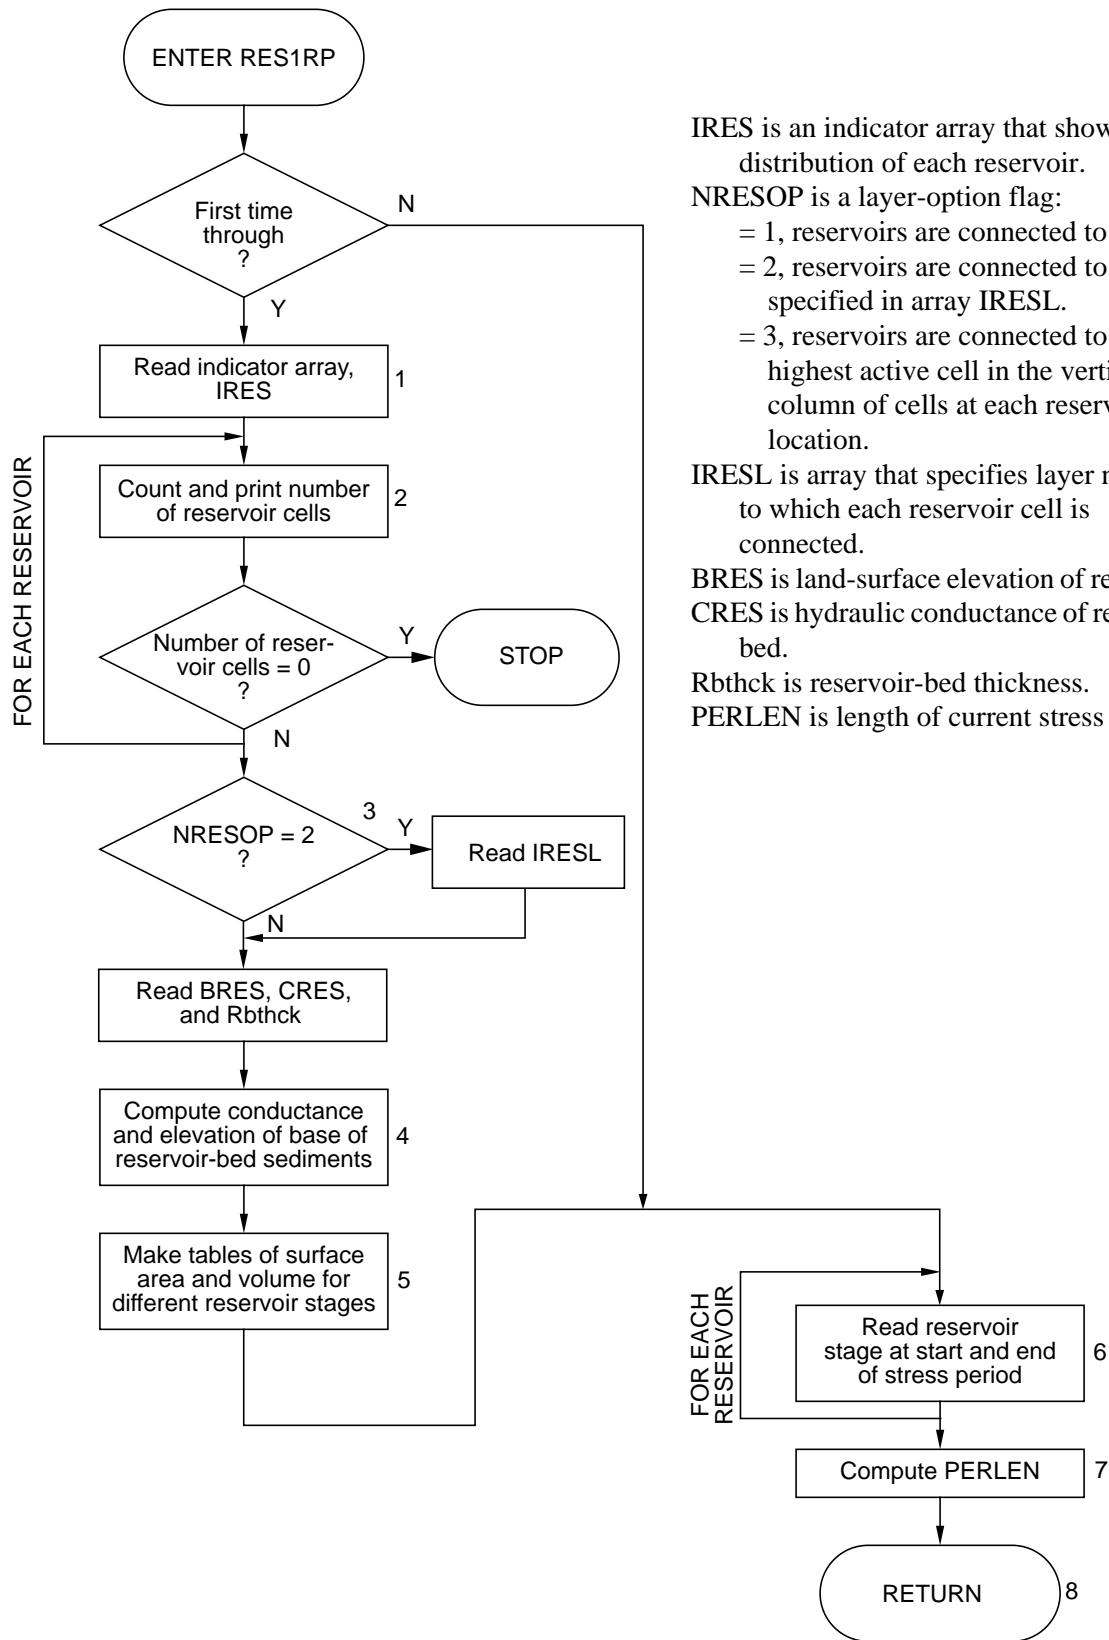 ENTER RES1RP
First time
through
?
N
Y
Read indicator array,
IRES
1
FOR EACH RESERVOIR
Count and print number
of reservoir cells
2
Number of reser-
voir cells = 0
?
Y
STOP
N
NRESOP = 2
?
3
Y
Read IRESL
N
Read BRES, CRES,
and Rbthck
Compute conductance
and elevation of base of
reservoir-bed sediments
4
Make tables of surface
area and volume for
different reservoir stages
5
FOR EACH
RESERVOIR
Read reservoir
stage at start and end
of stress period
6
Compute PERLEN
7
RETURN
8
IRES is an indicator array that show
distribution of each reservoir.
NRESOP is a layer-option flag:
= 1, reservoirs are connected to
= 2, reservoirs are connected to
specified in array IRESL.
= 3, reservoirs are connected to
highest active cell in the verti
column of cells at each reserv
location.
IRESL is array that specifies layer
to which each reservoir cell is
connected.
BRES is land-surface elevation of re
CRES is hydraulic conductance of re
bed.
Rbthck is reservoir-bed thickness.
PERLEN is length of current stress